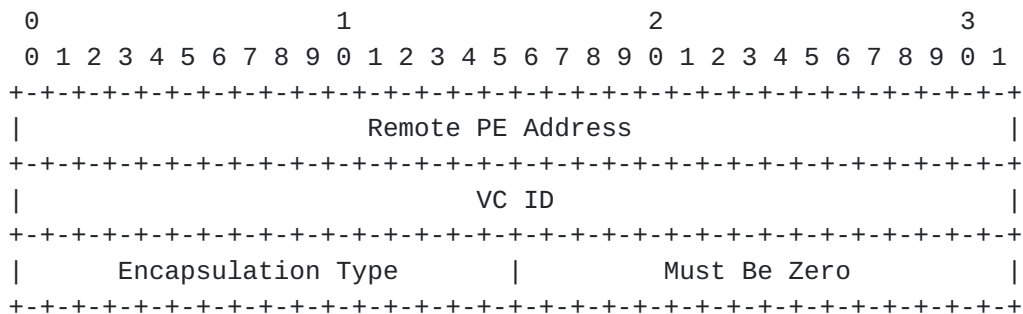 0                   1                   2                   3
 0 1 2 3 4 5 6 7 8 9 0 1 2 3 4 5 6 7 8 9 0 1 2 3 4 5 6 7 8 9 0 1
+-+-+-+-+-+-+-+-+-+-+-+-+-+-+-+-+-+-+-+-+-+-+-+-+-+-+-+-+-+-+-+-+
|                      Remote PE Address                        |
+-+-+-+-+-+-+-+-+-+-+-+-+-+-+-+-+-+-+-+-+-+-+-+-+-+-+-+-+-+-+-+-+
|                             VC ID                             |
+-+-+-+-+-+-+-+-+-+-+-+-+-+-+-+-+-+-+-+-+-+-+-+-+-+-+-+-+-+-+-+-+
|      Encapsulation Type       |         Must Be Zero          |
+-+-+-+-+-+-+-+-+-+-+-+-+-+-+-+-+-+-+-+-+-+-+-+-+-+-+-+-+-+-+-+-+